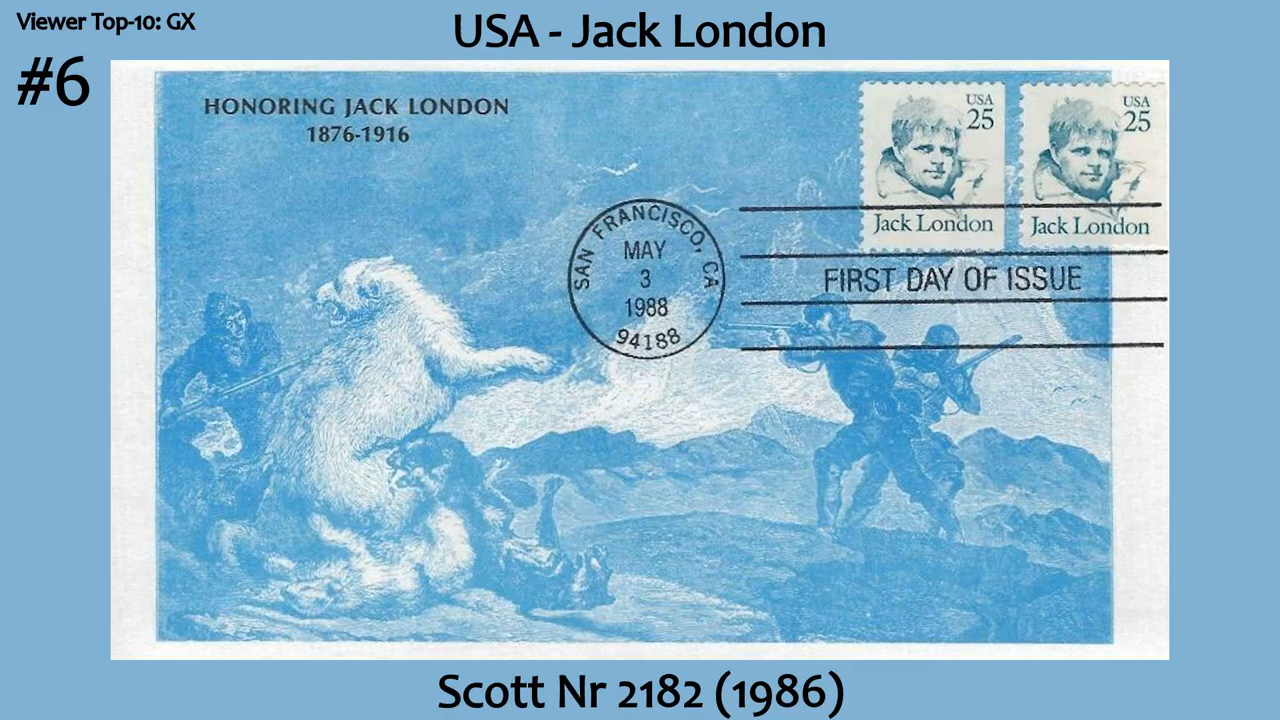 Viewer Top-10: GX
#6
USA - Jack London
HONORING JACK LONDON
1876-1916
USA
25
Jack London
USA
25
Jack London
SAN FRANCISCO, CA
MAY
3
1988
94188
FIRST DAY OF ISSUE
Scott Nr 2182 (1986)